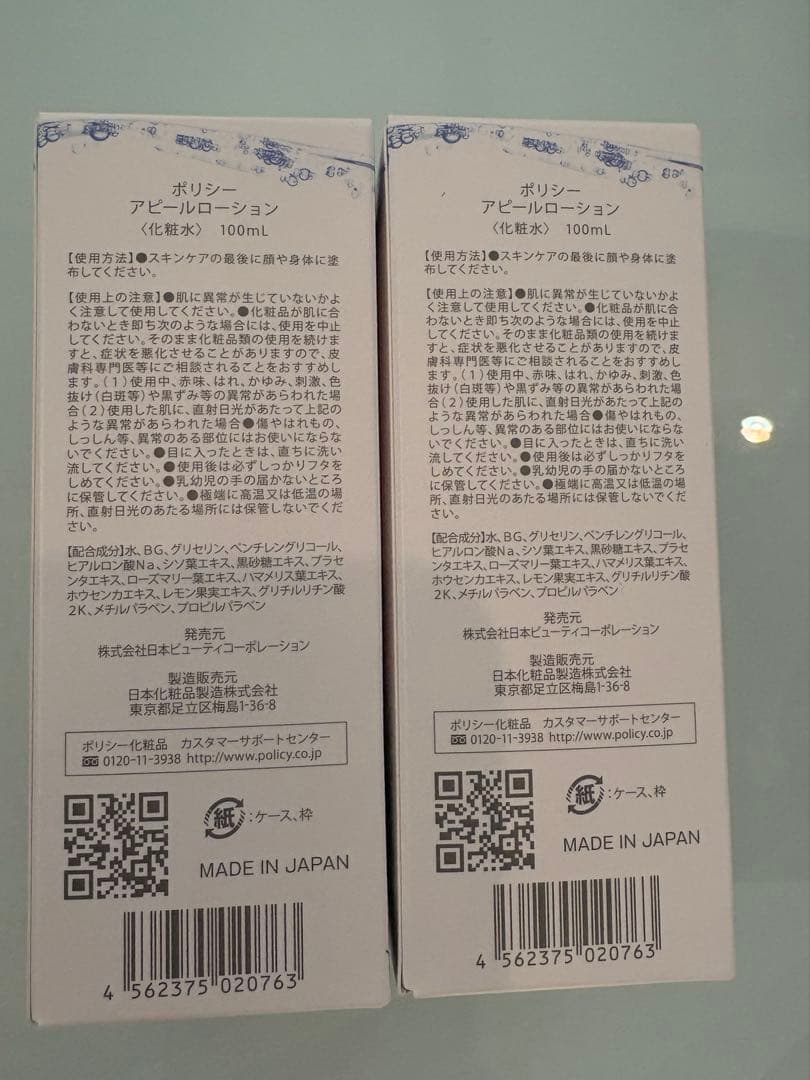 ポリシー
アピールローション
〈化粧水〉 100mL
【使用方法】●スキンケアの最後に顔や身体に塗
布してください。
【使用上の注意】●肌に異常が生じていないかよ
く注意して使用してください。●化粧品が肌に
合わないとき即ち次のような場合には、使用を中止
してください。そのまま化粧品類の使用を続けま
すと、症状を悪化させることがありますので、皮
膚科専門医等にご相談されることをおすすめし
ます。(1)使用中、赤味、はれ、かゆみ、刺激、色
抜け(白斑等)や黒ずみ等の異常があらわれた場
合(2)使用した肌に、直射日光があたって上記の
ような異常があらわれた場合●傷やはれもの、
しっしん等、異常のある部位にはお使いにならな
いでください。●目に入ったときは、直ちに洗い
流してください。●使用後は必ずしっかりフタを
しめてください。●乳幼児の手の届かないところ
に保管してください。●極端に高温又は低温の場
所、直射日光のあたる場所には保管しないでくだ
さい。
【配合成分】水、BG、グリセリン、ペンチレングリコール、
ヒアルロン酸Na、シソ葉エキス、黒砂糖エキス、プラセ
ンタエキス、ローズマリー葉エキス、ハマメリス葉エキス、
ホウセンカエキス、レモン果実エキス、グリチルリチン酸
2K、メチルパラベン、プロピルパラベン
発売元
株式会社日本ビューティコーポレーション
製造販売元
日本化粧品製造株式会社
東京都足立区梅島1-36-8
ポリシー化粧品 カスタマーサポートセンター
0120-11-3938 http://www.policy.co.jp
紙:ケース、枠
MADE IN JAPAN
4 562375 020763
ポリシー
アピールローション
〈化粧水〉 100mL
【使用方法】●スキンケアの最後に顔や身体に塗
布してください。
【使用上の注意】●肌に異常が生じていないかよ
く注意して使用してください。●化粧品が肌に
合わないとき即ち次のような場合には、使用を中止
してください。そのまま化粧品類の使用を続けま
すと、症状を悪化させることがありますので、皮
膚科専門医等にご相談されることをおすすめし
ます。(1)使用中、赤味、はれ、かゆみ、刺激、色
抜け(白斑等)や黒ずみ等の異常があらわれた場
合(2)使用した肌に、直射日光があたって上記の
ような異常があらわれた場合●傷やはれもの、
しっしん等、異常のある部位にはお使いにならな
いでください。●目に入ったときは、直ちに洗い
流してください。●使用後は必ずしっかりフタを
しめてください。●乳幼児の手の届かないところ
に保管してください。●極端に高温又は低温の場
所、直射日光のあたる場所には保管しないでくだ
さい。
【配合成分】水、BG、グリセリン、ペンチレングリコール、
ヒアルロン酸Na、シソ葉エキス、黒砂糖エキス、プラセ
ンタエキス、ローズマリー葉エキス、ハマメリス葉エキス、
ホウセンカエキス、レモン果実エキス、グリチルリチン酸
2K、メチルパラベン、プロピルパラベン
発売元
株式会社日本ビューティコーポレーション
製造販売元
日本化粧品製造株式会社
東京都足立区梅島1-36-8
ポリシー化粧品 カスタマーサポートセンター
0120-11-3938 http://www.policy.co.jp
紙:ケース、枠
MADE IN JAPAN
4 562375 020763